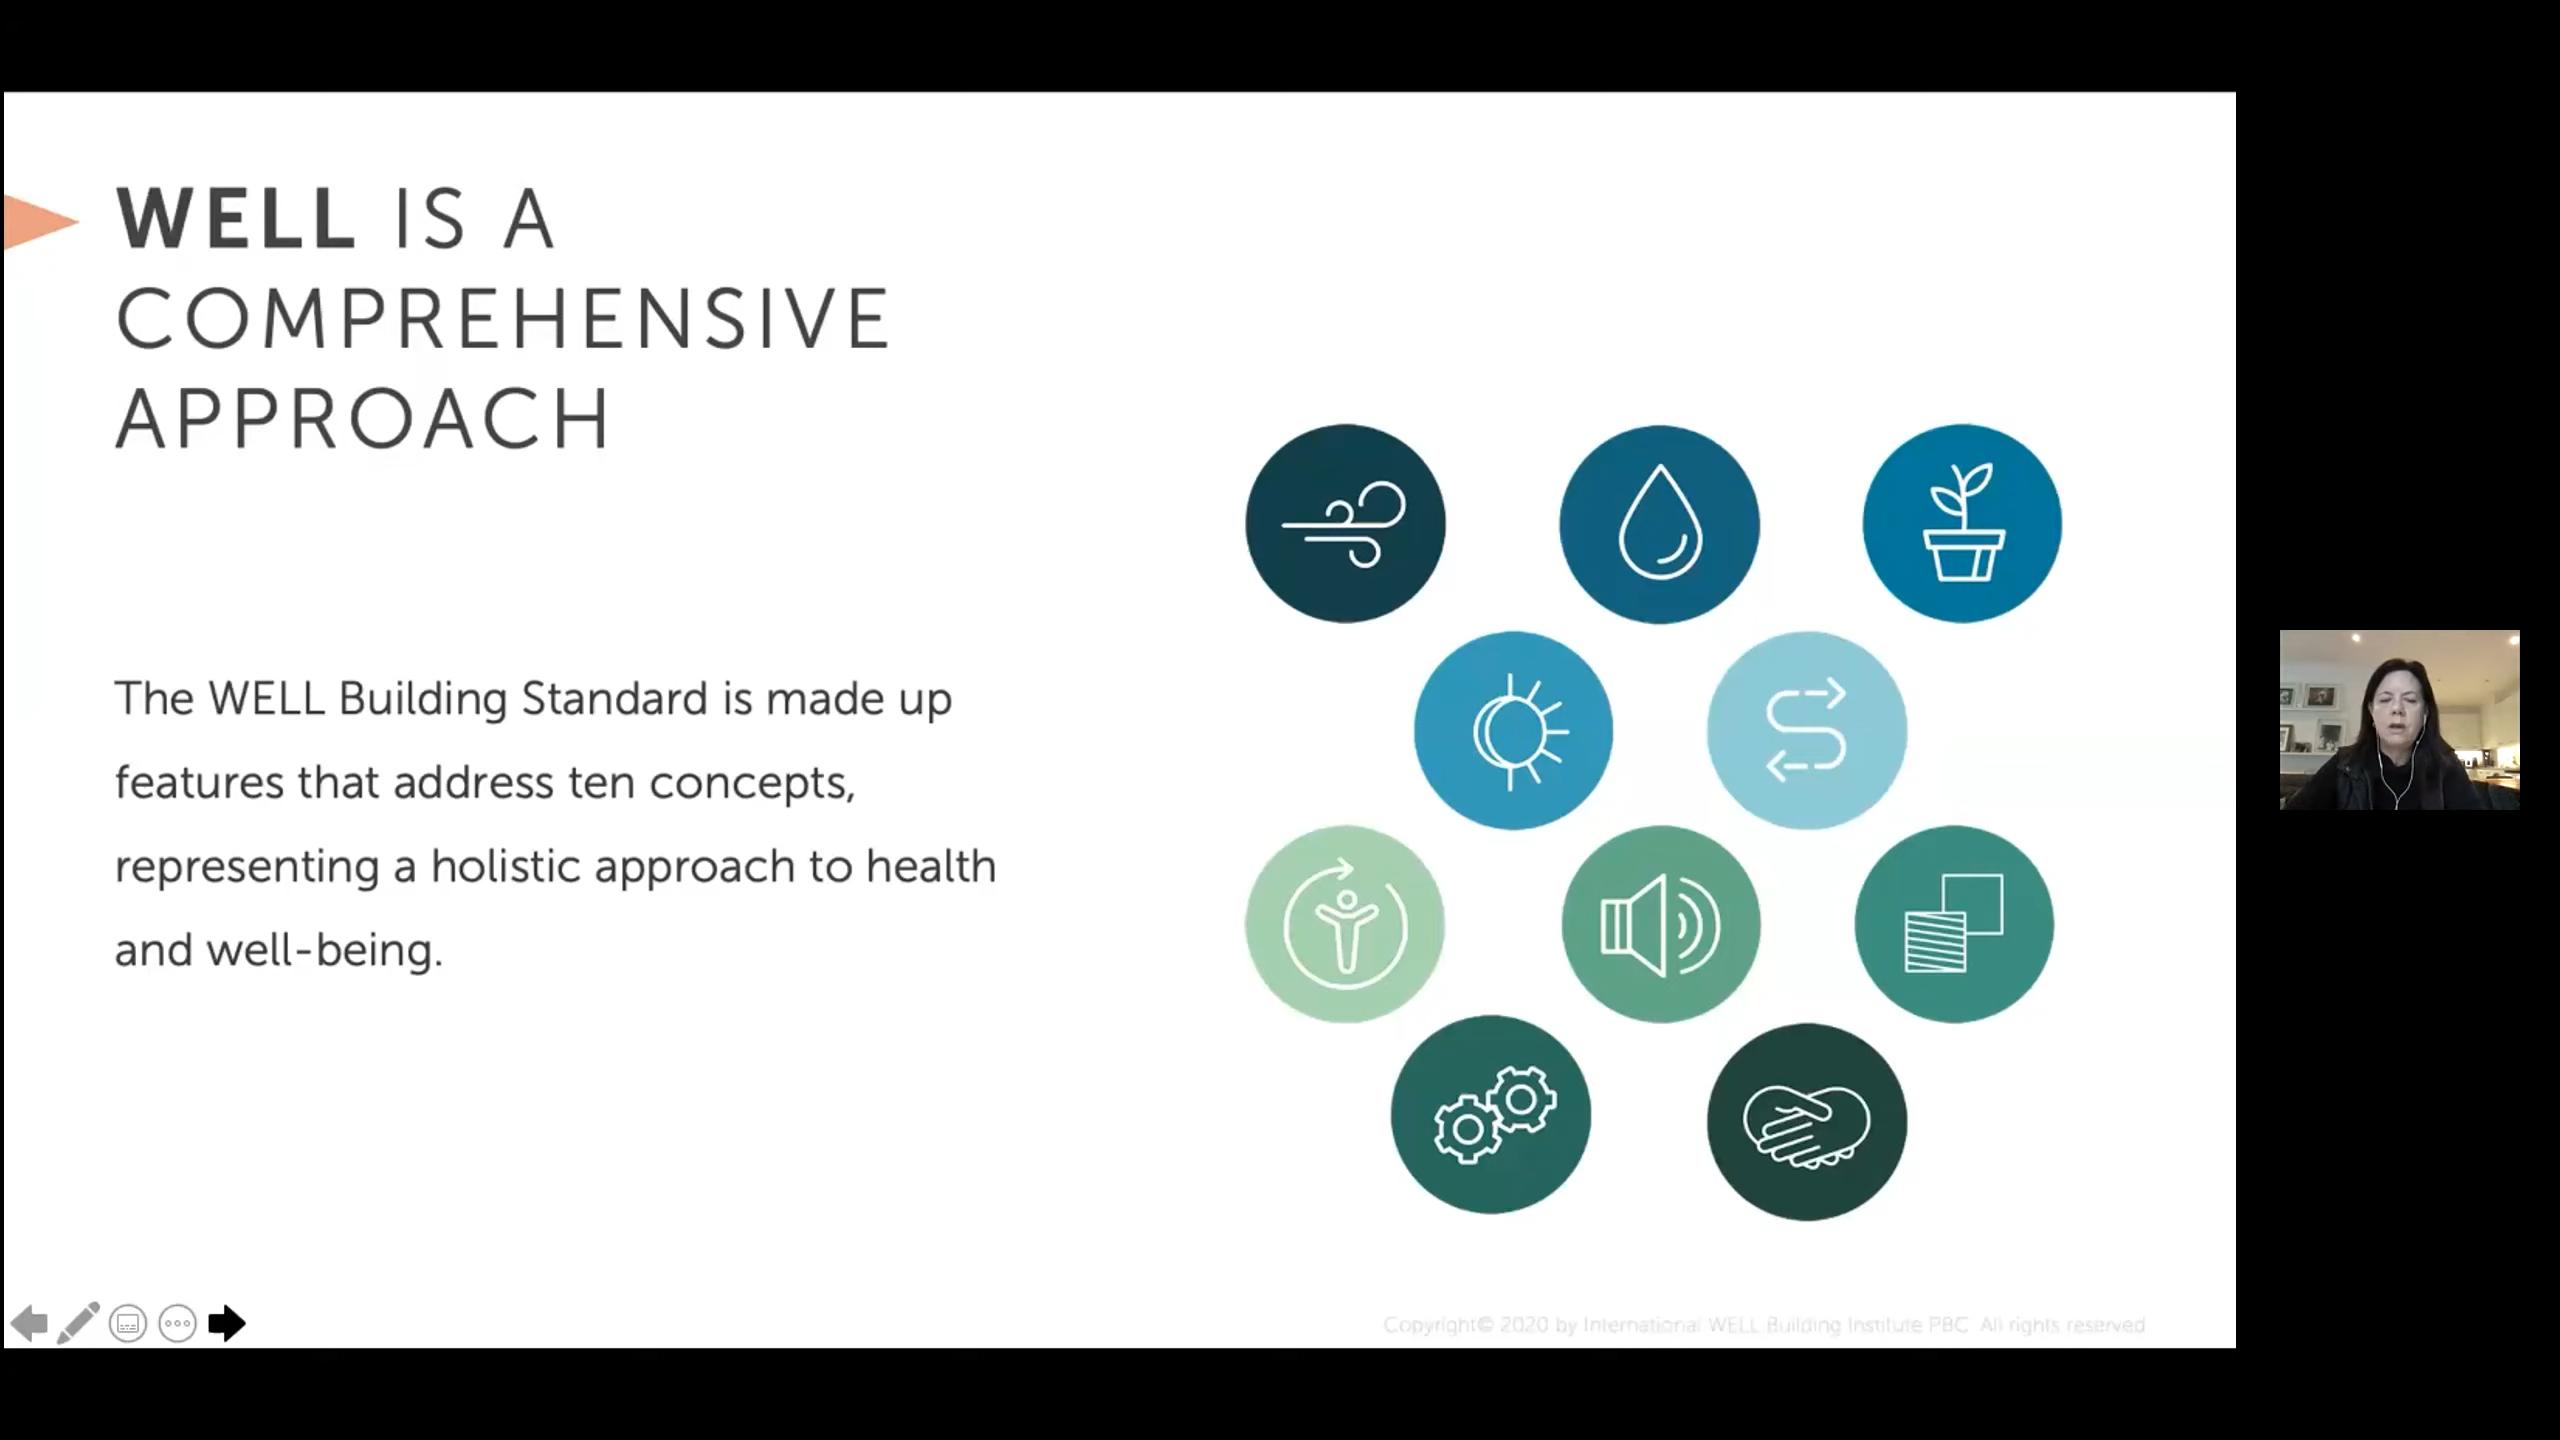 WELL IS A
COMPREHENSIVE
APPROACH
The WELL Building Standard is made up
features that address ten concepts,
representing a holistic approach to health
and well-being.
Copyright© 2020 by International WELL Building Institute PBC. All rights reserved